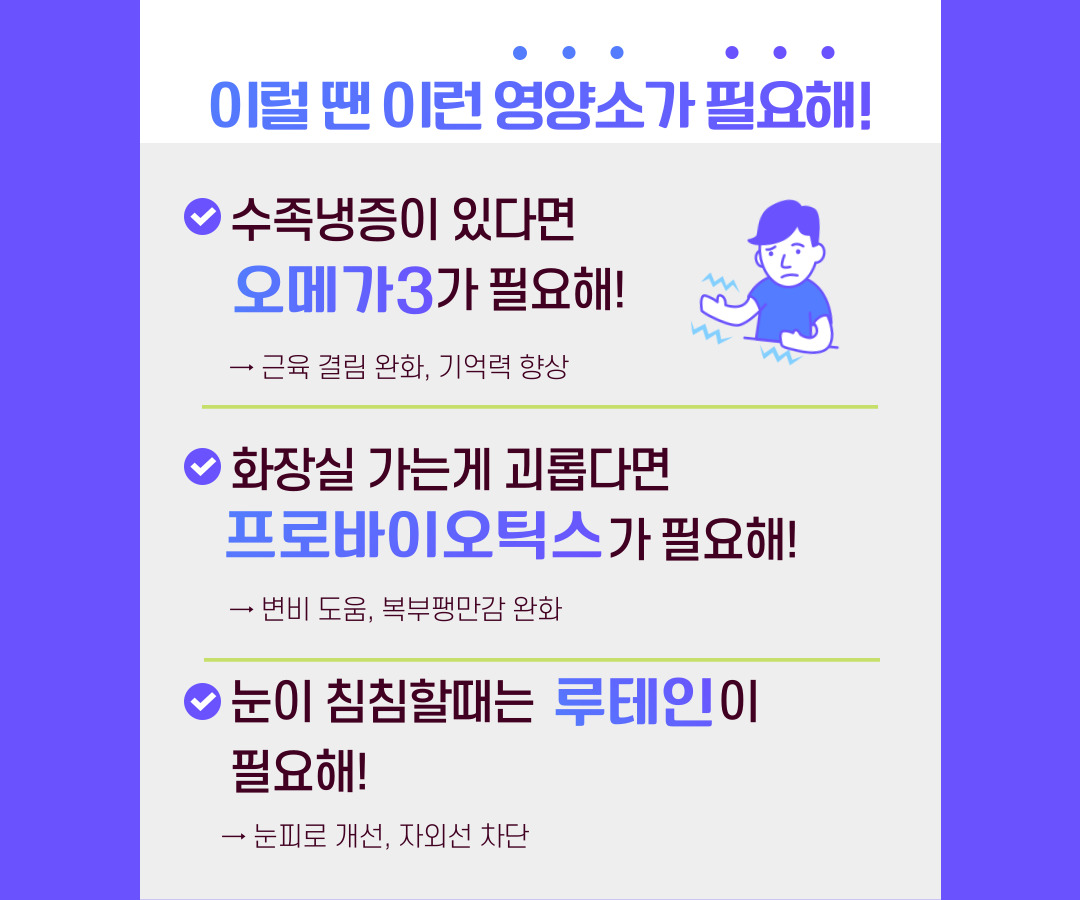 이럴 땐 이런 영양소가 필요해!
수족냉증이 있다면
오메가3가 필요해!
→ 근육 결림 완화, 기억력 향상
화장실 가는게 괴롭다면
프로바이오틱스가 필요해!
→ 변비 도움, 복부팽만감 완화
눈이 침침할때는 루테인이
필요해!
→ 눈피로 개선, 자외선 차단